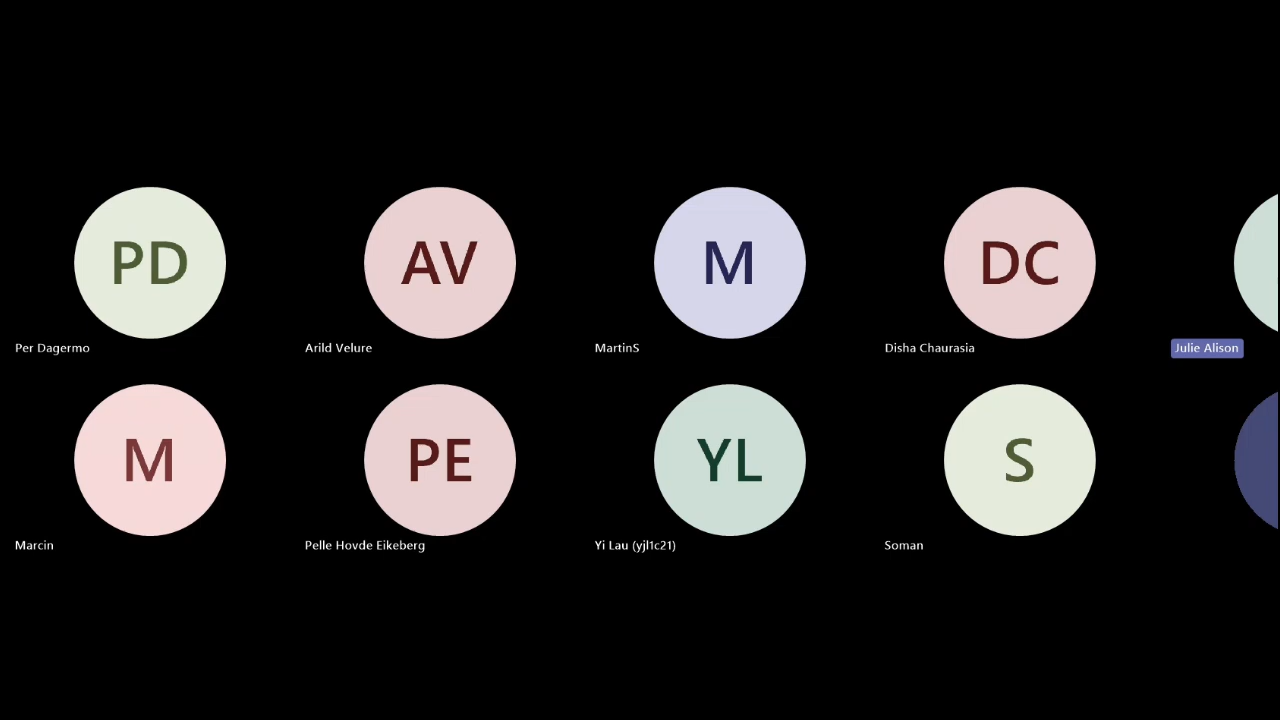 PD
AV
M
DC
Per Dagermo
Arild Velure
MartinS
Disha Chaurasia
Julie Alison
M
PE
YL
S
Marcin
Pelle Hovde Eikeberg
Yi Lau (yjl1c21)
Soman